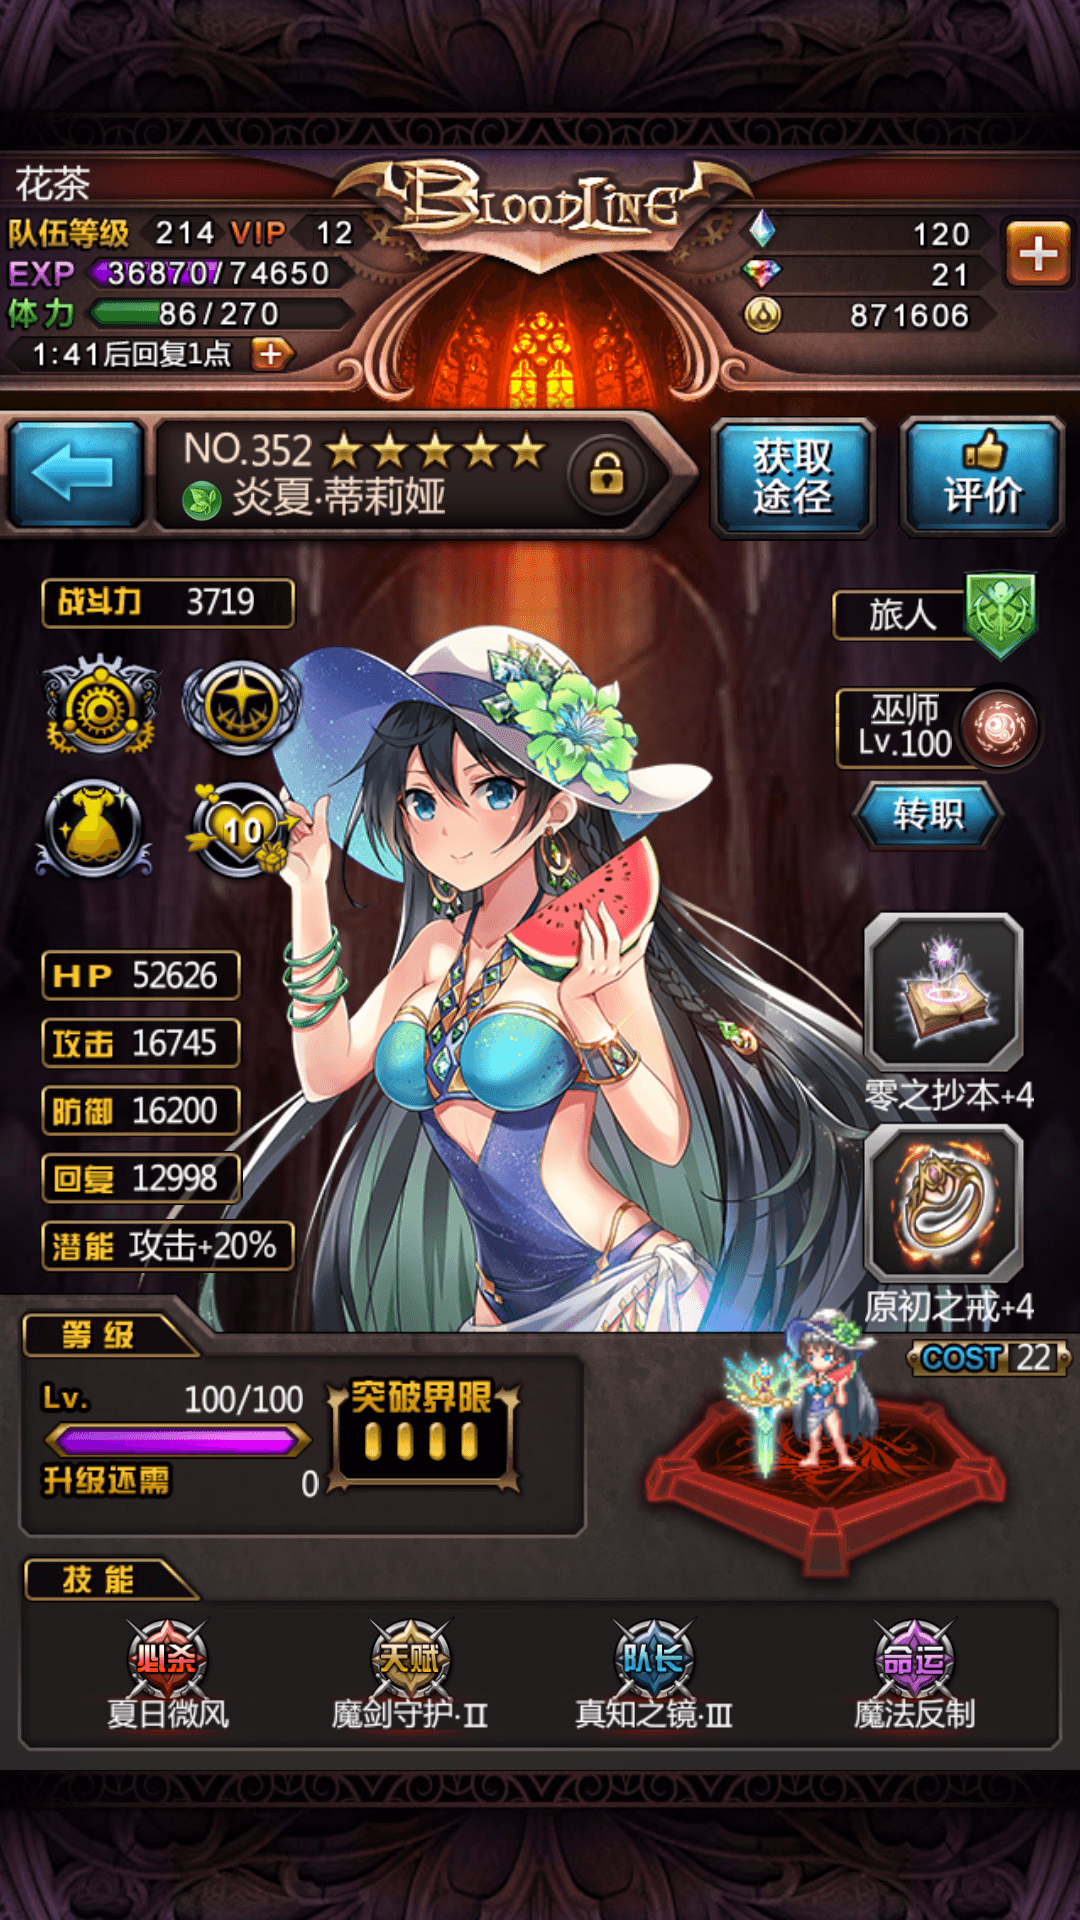 花茶
BLOODLINE
队伍等级 214 VIP 12
EXP 36870/74650
体力 86/270
1:41后回复1点
120
21
871606
NO.352
炎夏·蒂莉娅
获取
途径
评价
战斗力 3719
旅人
巫师
Lv.100
转职
10
HP 52626
攻击 16745
防御 16200
回复 12998
潜能 攻击+20%
零之抄本+4
原初之戒+4
COST 22
等级
Lv. 100/100
突破界限
升级还需 0
技能
必杀
夏日微风
天赋
魔剑守护·II
队长
真知之镜·III
命运
魔法反制